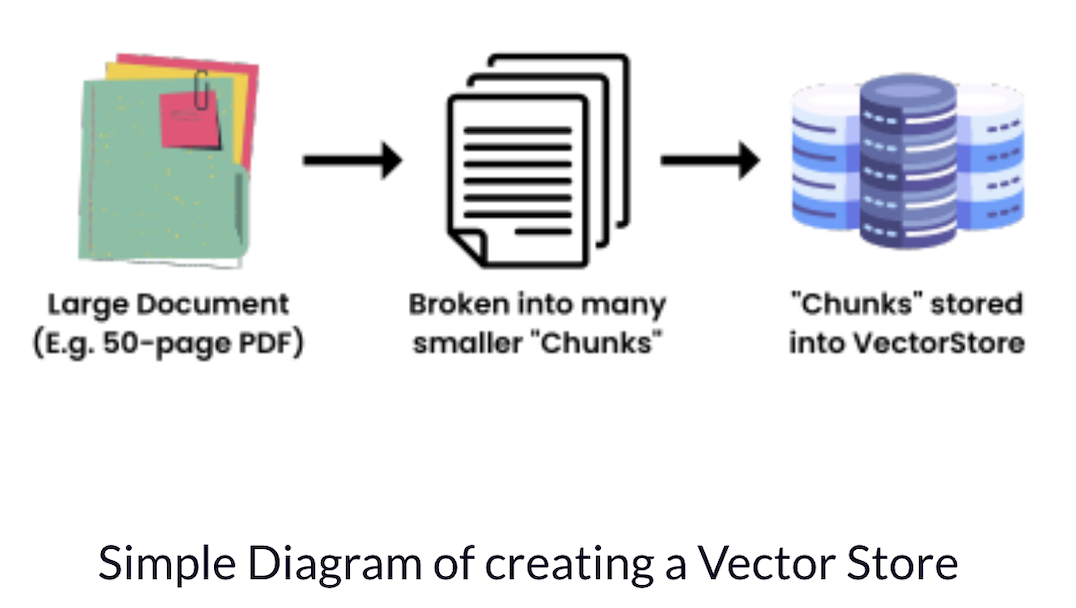 Large Document
(E.g. 50-page PDF)
Broken into many
smaller "Chunks"
"Chunks" stored
into VectorStore
Simple Diagram of creating a Vector Store